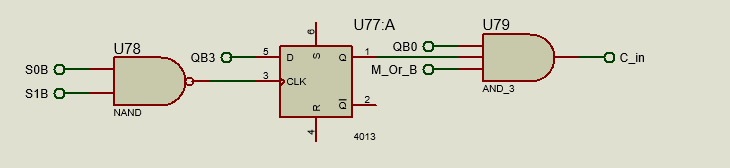 U78
S0B
S1B
NAND
QB3
U77:A
6
5
D
S
Q
1
3
CLK
R
QI
2
4
4013
U79
QB0
M_Or_B
AND_3
C_in